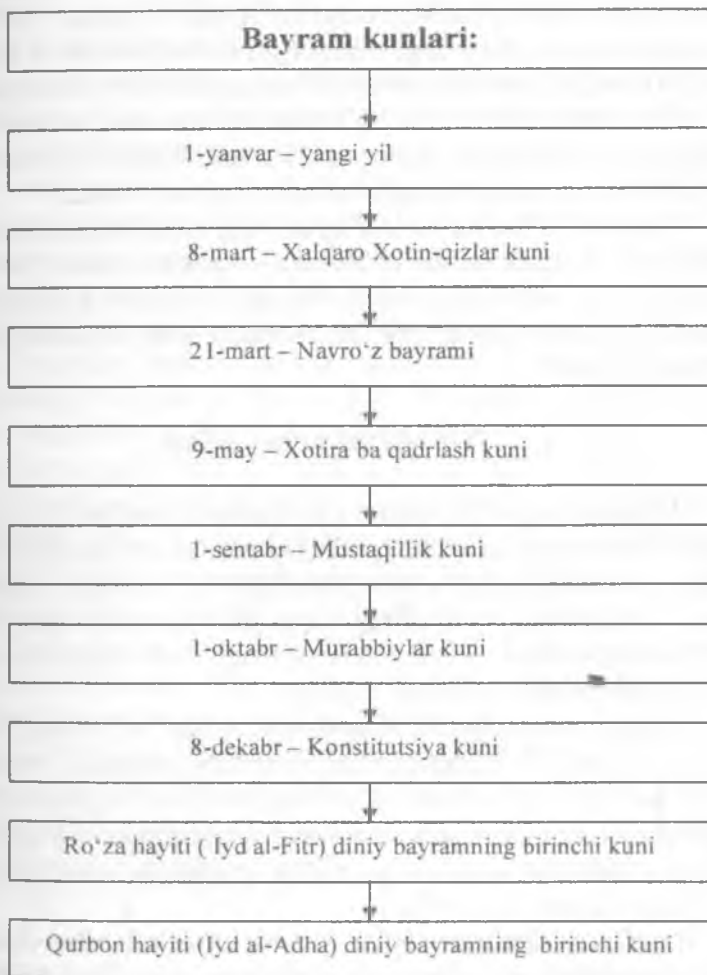 Bayram kunlari:
1-yanvar – yangi yil
8-mart – Xalqaro Xotin-qizlar kuni
21-mart – Navro‘z bayrami
9-may – Xotira ba qadrlash kuni
1-sentabr – Mustaqillik kuni
1-oktabr – Murabbiylar kuni
8-dekabr – Konstitutsiya kuni
Ro‘za hayiti ( Iyd al-Fitr) diniy bayramning birinchi kuni
Qurbon hayiti (Iyd al-Adha) diniy bayramning birinchi kuni